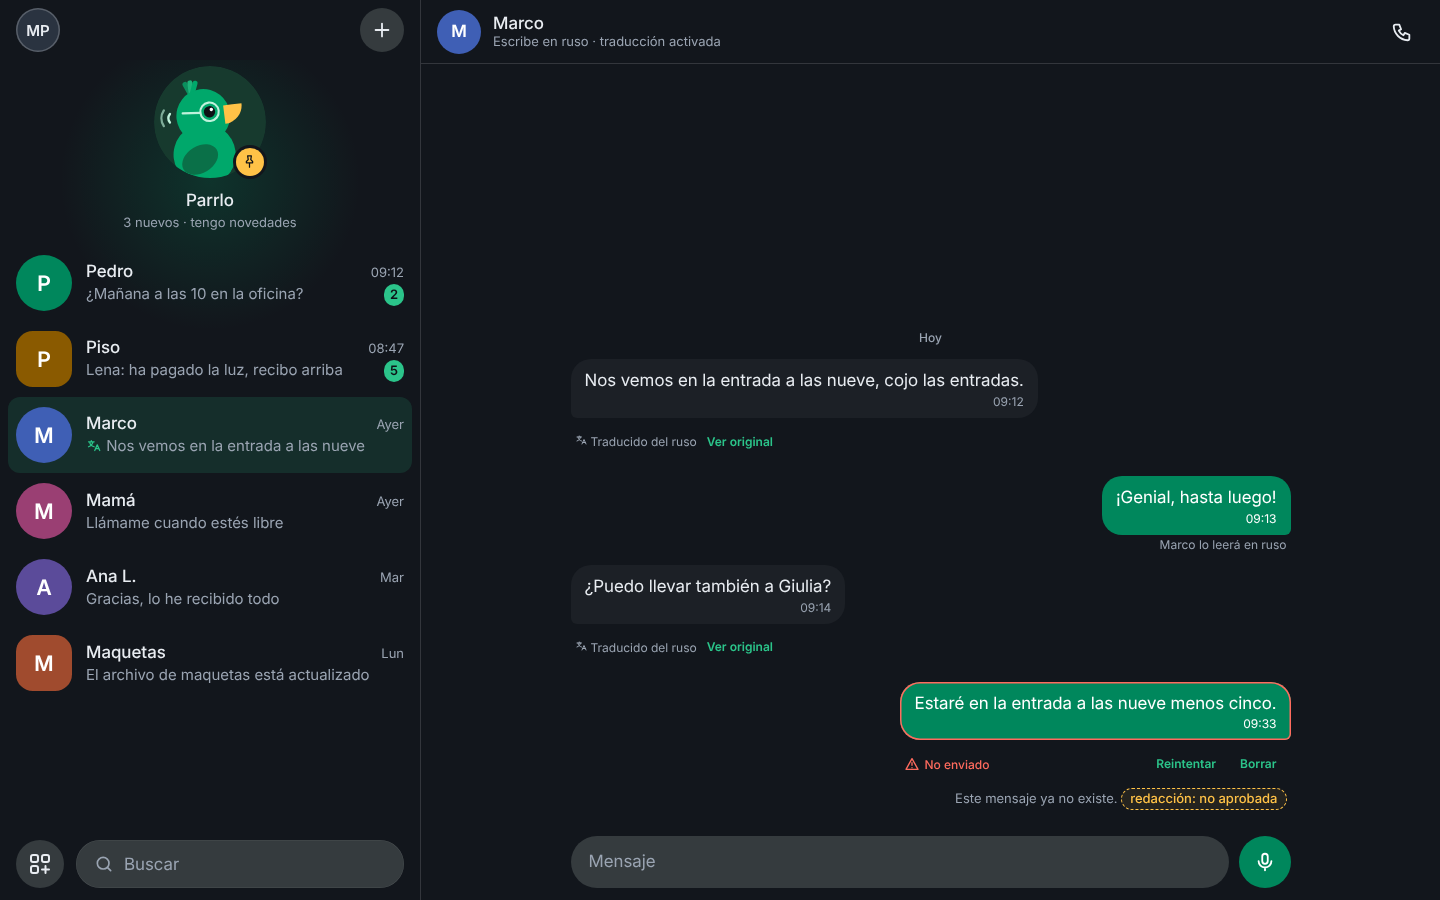 MP
Parrlo
3 nuevos · tengo novedades
P
Pedro
09:12
¿Mañana a las 10 en la oficina?
2
P
Piso
08:47
Lena: ha pagado la luz, recibo arriba
5
M
Marco
Ayer
Nos vemos en la entrada a las nueve
M
Mamá
Ayer
Llámame cuando estés libre
A
Ana L.
Mar
Gracias, lo he recibido todo
M
Maquetas
Lun
El archivo de maquetas está actualizado
Buscar
M
Marco
Escribe en ruso · traducción activada
Hoy
Nos vemos en la entrada a las nueve, cojo las entradas.
09:12
Traducido del ruso Ver original
¡Genial, hasta luego!
09:13
Marco lo leerá en ruso
¿Puedo llevar también a Giulia?
09:14
Traducido del ruso Ver original
Estaré en la entrada a las nueve menos cinco.
09:33
No enviado Reintentar Borrar
Este mensaje ya no existe. redacción: no aprobada
Mensaje